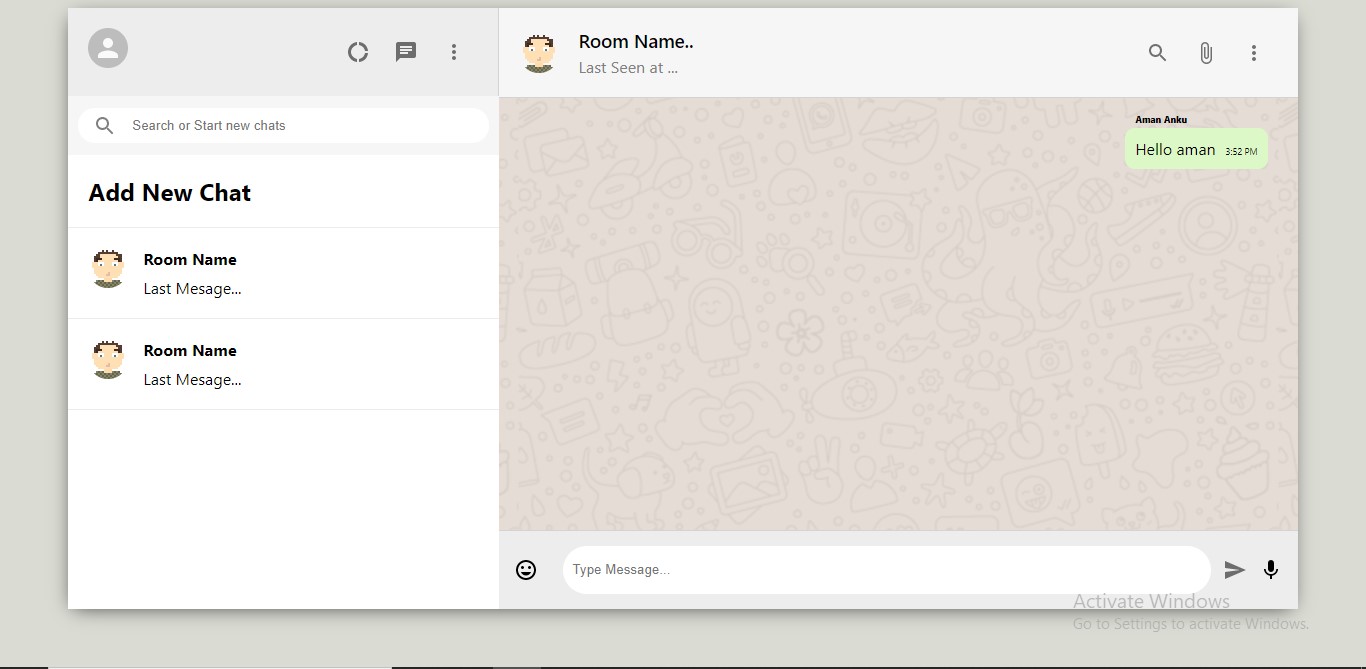 Room Name..
Last Seen at ...
Search or Start new chats
Add New Chat
Room Name
Last Mesage...
Room Name
Last Mesage...
Aman Anku
Hello aman 3:52 PM
Type Message...
Activate Windows
Go to Settings to activate Windows.